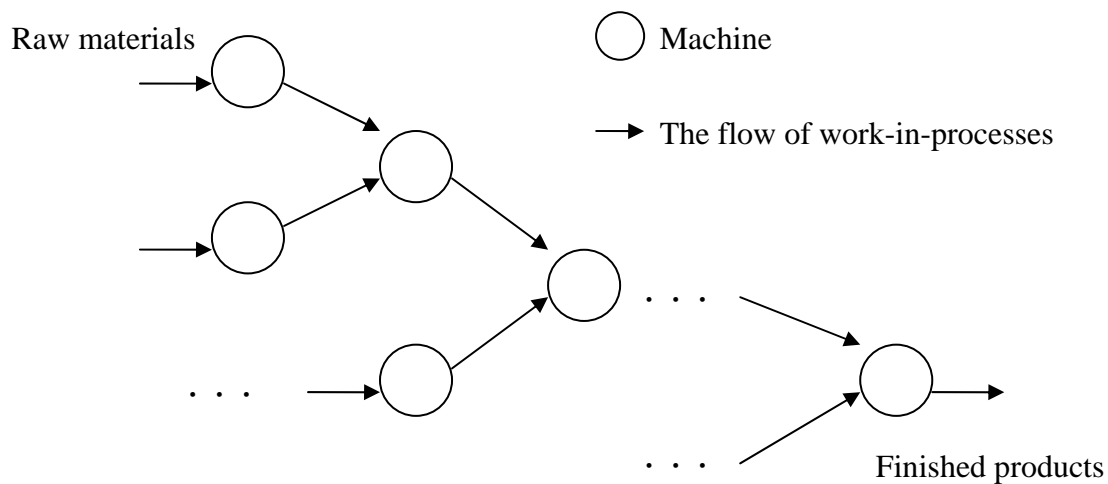 Raw materials
Machine
The flow of work-in-processes
. . .
. . .
. . .
Finished products